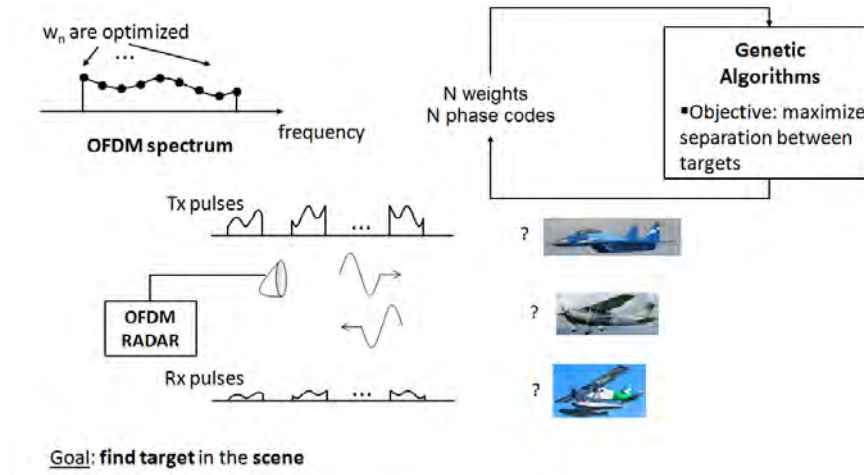 wₙ are optimized
...
frequency
OFDM spectrum
N weights
N phase codes
Genetic
Algorithms
▪Objective: maximize
separation between
targets
Tx pulses
...
?
OFDM
RADAR
?
Rx pulses
...
?
Goal: find target in the scene